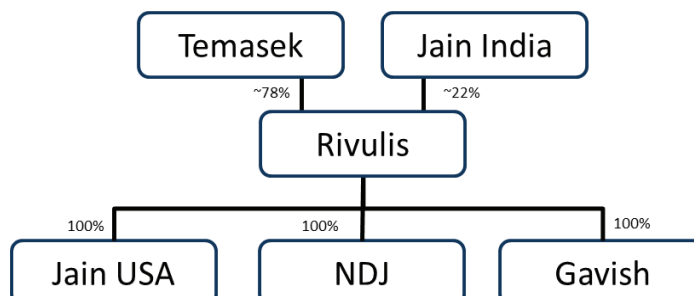 Temasek
Jain India
~78%
~22%
Rivulis
100%
100%
100%
Jain USA
NDJ
Gavish